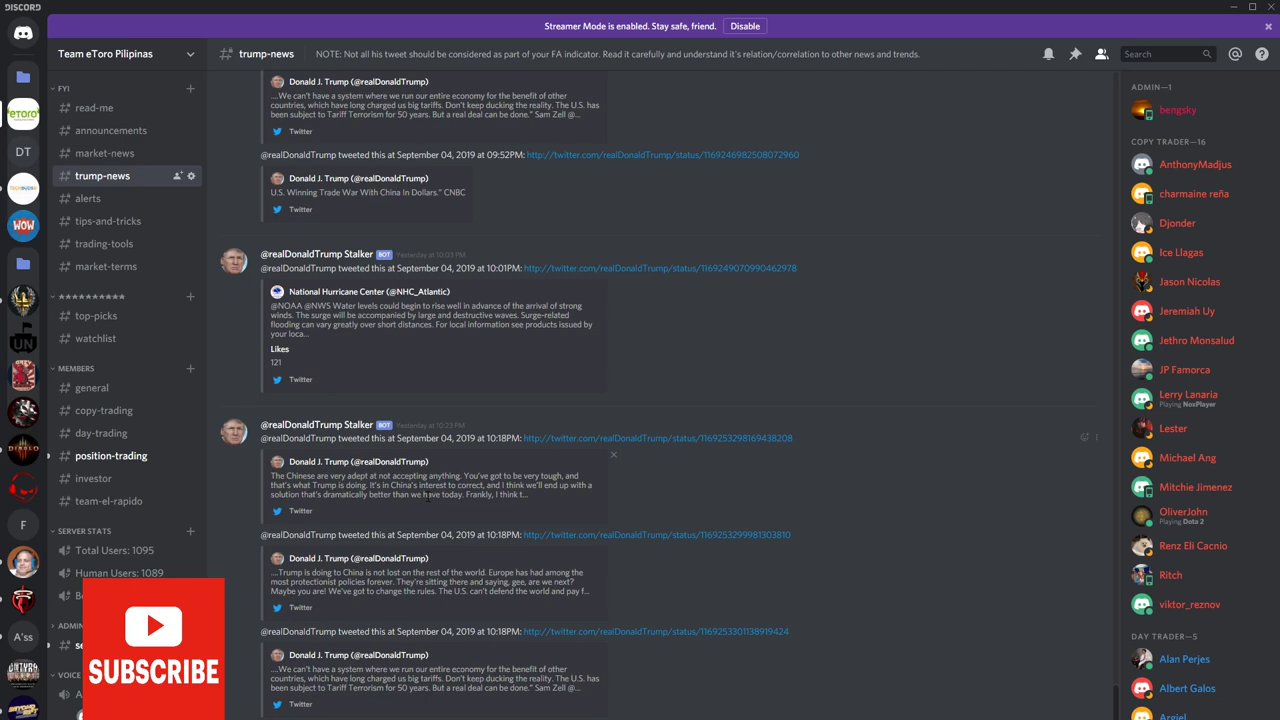 DISCORD
Streamer Mode is enabled. Stay safe, friend. Disable
Team eToro Pilipinas
# trump-news
NOTE: Not all his tweet should be considered as part of your FA indicator. Read it carefully and understand it's relation/correlation to other news and trends.
Search
FYI
# read-me
# announcements
# market-news
# trump-news
# alerts
# tips-and-tricks
# trading-tools
# market-terms
**********
# top-picks
# watchlist
MEMBERS
# general
# copy-trading
# day-trading
# position-trading
# investor
# team-el-rapido
SERVER STATS
Total Users: 1095
Human Users: 1089
ADMIN
VOICE
eToro
DT
TECHBUDDY
WOW
UN
DIABLO
F
A'ss
SUBSCRIBE
Donald J. Trump (@realDonaldTrump)
....We can't have a system where we run our entire economy for the benefit of other
countries, which have long charged us big tariffs. Don't keep ducking the reality. The U.S. has
been subject to Tariff Terrorism for 50 years. But a real deal can be done." Sam Zell @...
Twitter
@realDonaldTrump tweeted this at September 04, 2019 at 09:52PM: http://twitter.com/realDonaldTrump/status/1169246982508072960
Donald J. Trump (@realDonaldTrump)
U.S. Winning Trade War With China In Dollars." CNBC
Twitter
@realDonaldTrump Stalker BOT Yesterday at 10:03 PM
@realDonaldTrump tweeted this at September 04, 2019 at 10:01PM: http://twitter.com/realDonaldTrump/status/1169249070990462978
National Hurricane Center (@NHC_Atlantic)
@NOAA @NWS Water levels could begin to rise well in advance of the arrival of strong
winds. The surge will be accompanied by large and destructive waves. Surge-related
flooding can vary greatly over short distances. For local information see products issued by
your loca...
Likes
121
Twitter
@realDonaldTrump Stalker BOT Yesterday at 10:23 PM
@realDonaldTrump tweeted this at September 04, 2019 at 10:18PM: http://twitter.com/realDonaldTrump/status/1169253298169438208
Donald J. Trump (@realDonaldTrump)
The Chinese are very adept at not accepting anything. You've got to be very tough, and
that's what Trump is doing. It's in China's interest to correct, and I think we'll end up with a
solution that's dramatically better than we have today. Frankly, I think t...
Twitter
@realDonaldTrump tweeted this at September 04, 2019 at 10:18PM: http://twitter.com/realDonaldTrump/status/1169253299981303810
Donald J. Trump (@realDonaldTrump)
....Trump is doing to China is not lost on the rest of the world. Europe has had among the
most protectionist policies forever. They're sitting there and saying, gee, are we next?
Maybe you are! We've got to change the rules. The U.S. can't defend the world and pay f...
Twitter
@realDonaldTrump tweeted this at September 04, 2019 at 10:18PM: http://twitter.com/realDonaldTrump/status/1169253301138919424
Donald J. Trump (@realDonaldTrump)
....We can't have a system where we run our entire economy for the benefit of other
countries, which have long charged us big tariffs. Don't keep ducking the reality. The U.S. has
been subject to Tariff Terrorism for 50 years. But a real deal can be done." Sam Zell @...
Twitter
ADMIN—1
bengsky
COPY TRADER—16
AnthonyMadjus
charmaine reña
Djonder
Ice Llagas
Jason Nicolas
Jeremiah Uy
Jethro Monsalud
JP Famorca
Lerry Lanaria
Playing NoxPlayer
Lester
Michael Ang
Mitchie Jimenez
OliverJohn
Playing Dota 2
Renz Eli Cacnio
Ritch
viktor_reznov
DAY TRADER—5
Alan Perjes
Albert Galos
Argiel